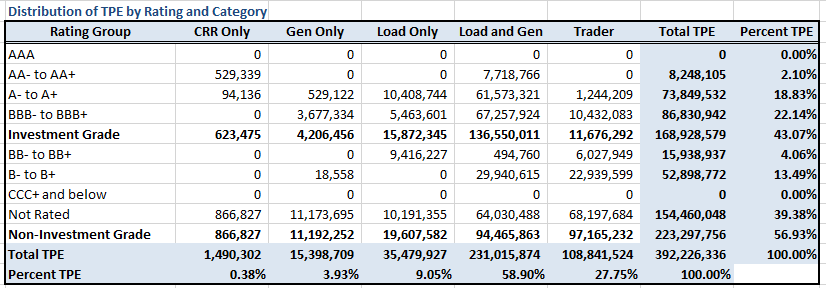 Distribution of TPE by Rating and Category
Rating Group CRR Only Gen Only Load Only Load and Gen Trader Total TPE Percent TPE
AAA 0 0 0 0 0 0 0.00%
AA- to AA+ 529,339 0 0 7,718,766 0 8,248,105 2.10%
A- to A+ 94,136 529,122 10,408,744 61,573,321 1,244,209 73,849,532 18.83%
BBB- to BBB+ 0 3,677,334 5,463,601 67,257,924 10,432,083 86,830,942 22.14%
Investment Grade 623,475 4,206,456 15,872,345 136,550,011 11,676,292 168,928,579 43.07%
BB- to BB+ 0 0 9,416,227 494,760 6,027,949 15,938,937 4.06%
B- to B+ 0 18,558 0 29,940,615 22,939,599 52,898,772 13.49%
CCC+ and below 0 0 0 0 0 0 0.00%
Not Rated 866,827 11,173,695 10,191,355 64,030,488 68,197,684 154,460,048 39.38%
Non-Investment Grade 866,827 11,192,252 19,607,582 94,465,863 97,165,232 223,297,756 56.93%
Total TPE 1,490,302 15,398,709 35,479,927 231,015,874 108,841,524 392,226,336 100.00%
Percent TPE 0.38% 3.93% 9.05% 58.90% 27.75% 100.00%